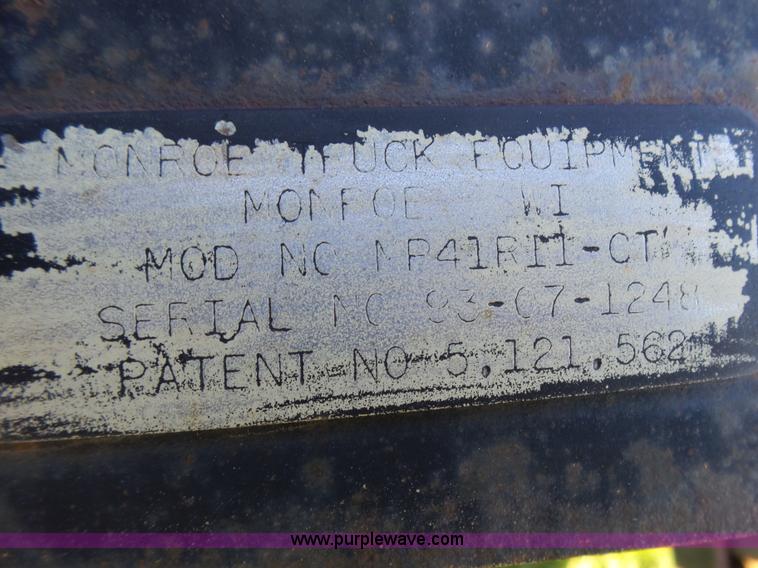 MONROE TRUCK EQUIPMENT
MONROE WI
MOD NO MP41R11-CT
SERIAL NO 93-07-1248
PATENT NO 5,121,562
www.purplewave.com